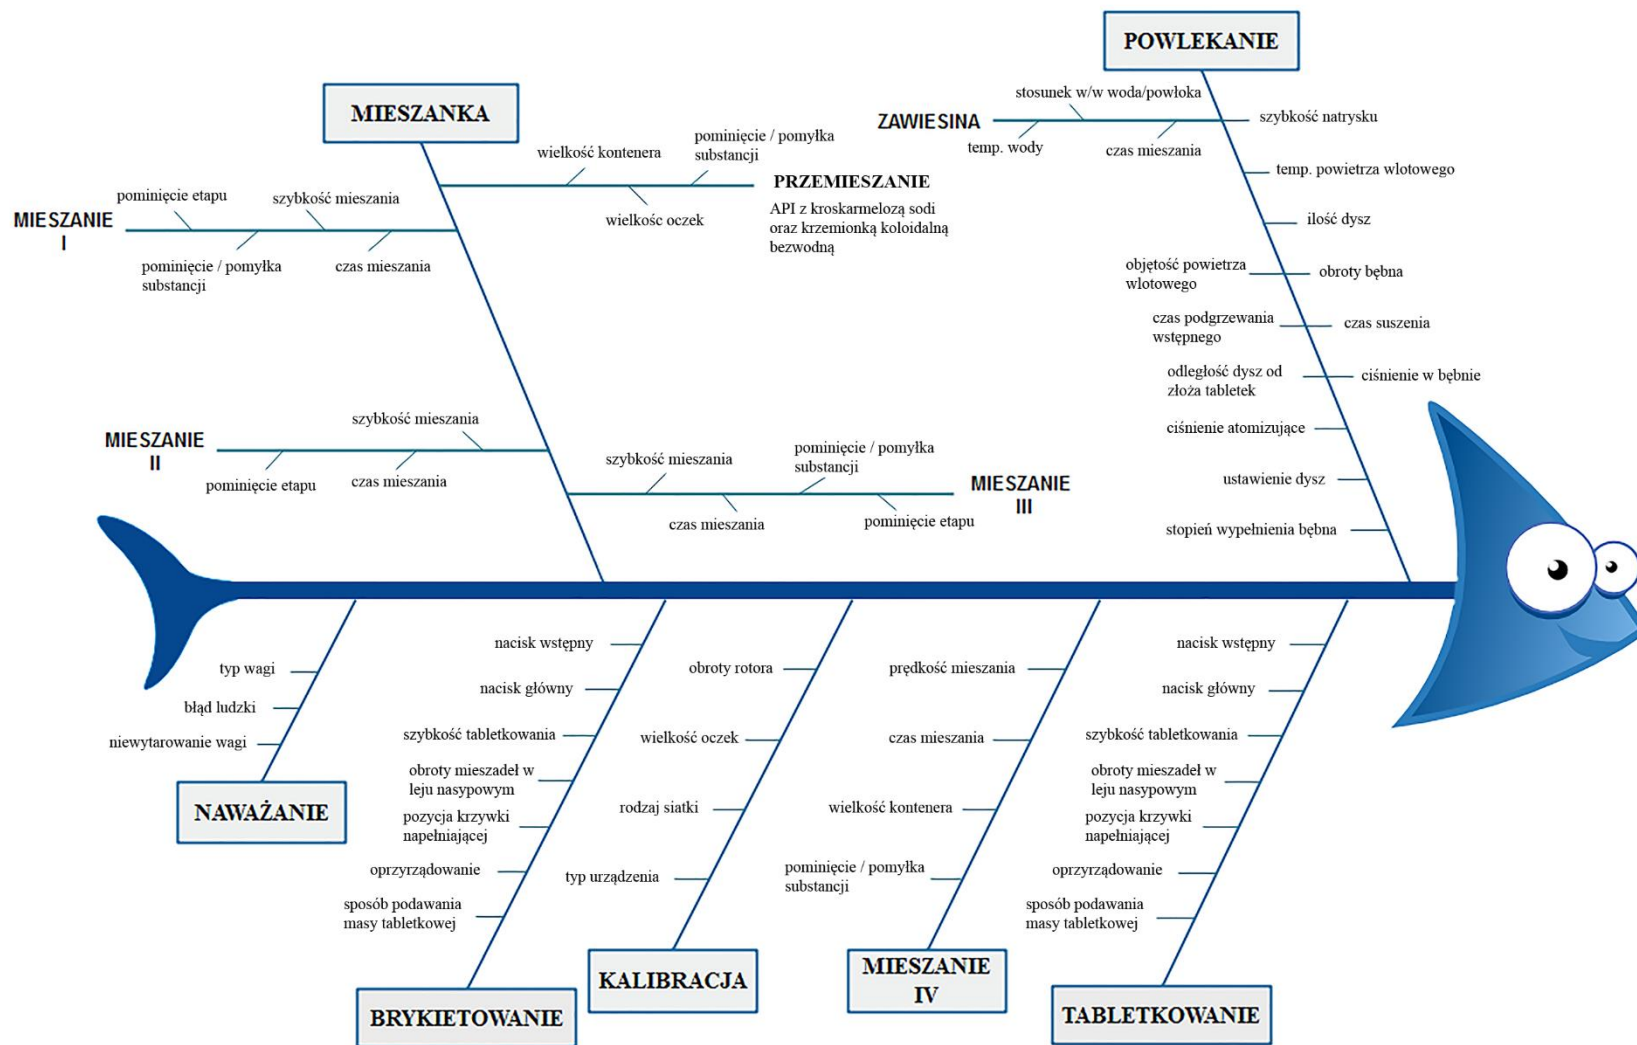 POWLEKANIE
stosunek w/w woda/powłoka
ZAWIESINA
temp. wody
czas mieszania
szybkość natrysku
temp. powietrza wlotowego
ilość dysz
objętość powietrza
wlotowego
obroty bębna
czas podgrzewania
wstępnego
czas suszenia
odległość dysz od
złoża tabletek
ciśnienie w bębnie
ciśnienie atomizujące
ustawienie dysz
stopień wypełnienia bębna
MIESZANKA
wielkość kontenera
pominięcie / pomyłka
substancji
wielkośc oczek
PRZEMIESZANIE
API z kroskarmelozą sodi
oraz krzemionką koloidalną
bezwodną
MIESZANIE
I
pominięcie etapu
szybkość mieszania
pominięcie / pomyłka
substancji
czas mieszania
MIESZANIE
II
szybkość mieszania
pominięcie etapu
czas mieszania
szybkość mieszania
pominięcie / pomyłka
substancji
czas mieszania
pominięcie etapu
MIESZANIE
III
typ wagi
błąd ludzki
niewytarowanie wagi
NAWAŻANIE
nacisk wstępny
nacisk główny
szybkość tabletkowania
obroty mieszadeł w
leju nasypowym
pozycja krzywki
napełniającej
oprzyrządowanie
sposób podawania
masy tabletkowej
BRYKIETOWANIE
obroty rotora
wielkość oczek
rodzaj siatki
typ urządzenia
KALIBRACJA
prędkość mieszania
czas mieszania
wielkość kontenera
pominięcie / pomyłka
substancji
MIESZANIE
IV
nacisk wstępny
nacisk główny
szybkość tabletkowania
obroty mieszadeł w
leju nasypowym
pozycja krzywki
napełniającej
oprzyrządowanie
sposób podawania
masy tabletkowej
TABLETKOWANIE